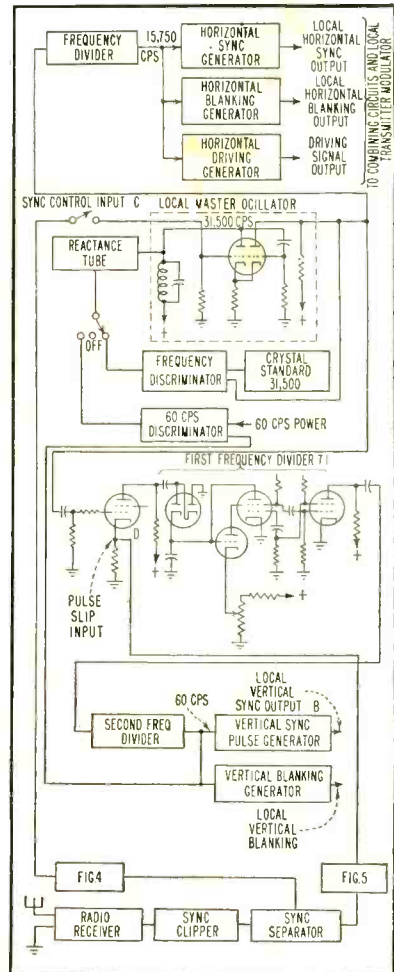 FREQUENCY
DIVIDER
15,750
CPS
HORIZONTAL
SYNC
GENERATOR
LOCAL
HORIZONTAL
SYNC
OUTPUT
HORIZONTAL
BLANKING
GENERATOR
LOCAL
HORIZONTAL
BLANKING
OUTPUT
HORIZONTAL
DRIVING
GENERATOR
DRIVING
SIGNAL
OUTPUT
TO COMBINING CIRCUITS AND LOCAL
TRANSMITTER MODULATOR
SYNC CONTROL INPUT C
LOCAL MASTER OCILLATOR
31,500 CPS
REACTANCE
TUBE
+
+
OFF
FREQUENCY
DISCRIMINATOR
CRYSTAL
STANDARD
31,500
60 CPS
DISCRIMINATOR
60 CPS POWER
FIRST FREQUENCY DIVIDER 7:1
D
+
+
+
+
PULSE
SLIP
INPUT
60 CPS
LOCAL
VERTICAL
SYNC OUTPUT B
SECOND FREQ
DIVIDER
VERTICAL SYNC
PULSE GENERATOR
VERTICAL BLANKING
GENERATOR
LOCAL
VERTICAL
BLANKING
FIG.4
FIG.5
RADIO
RECEIVER
SYNC
CLIPPER
SYNC
SEPARATOR